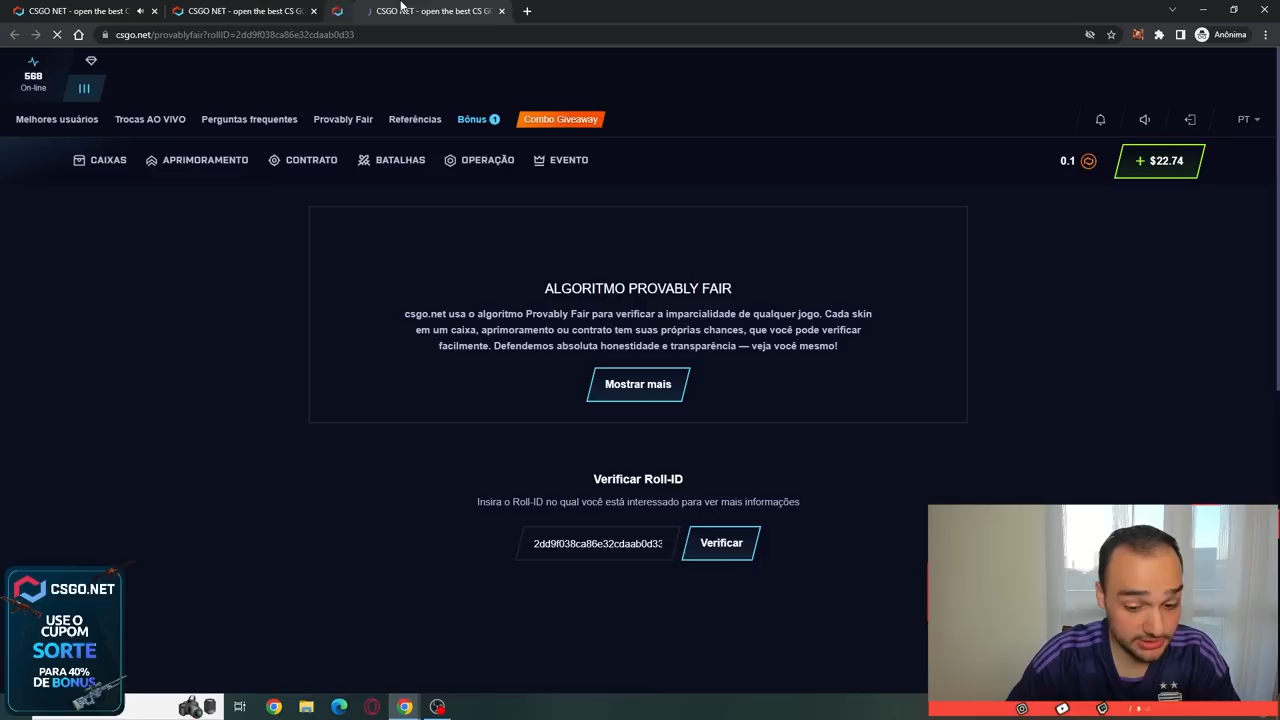 CSGO NET - open the best C
CSGO NET - open the best CS G
CSGO NET - open the best CS G
csgo.net/provablyfair?rollID=2dd9f038ca86e32cdaab0d33
Anônima
588
On-line
Melhores usuários
Trocas AO VIVO
Perguntas frequentes
Provably Fair
Referências
Bônus 1
Combo Giveaway
PT
CAIXAS
APRIMORAMENTO
CONTRATO
BATALHAS
OPERAÇÃO
EVENTO
0.1
+ $22.74
ALGORITMO PROVABLY FAIR
csgo.net usa o algoritmo Provably Fair para verificar a imparcialidade de qualquer jogo. Cada skin
em um caixa, aprimoramento ou contrato tem suas próprias chances, que você pode verificar
facilmente. Defendemos absoluta honestidade e transparência — veja você mesmo!
Mostrar mais
Verificar Roll-ID
Insira o Roll-ID no qual você está interessado para ver mais informações
2dd9f038ca86e32cdaab0d33
Verificar
CSGO.NET
USE O
CUPOM
SORTE
PARA 40%
DE BONUS